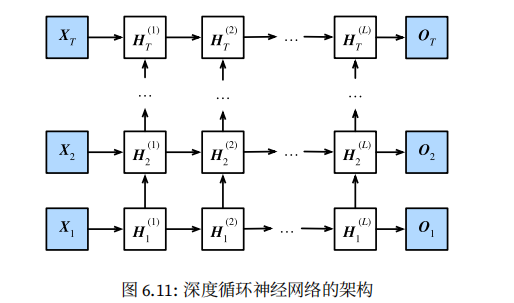 X_T H_T^(1) H_T^(2) … H_T^(L) O_T
… … …
X_2 H_2^(1) H_2^(2) … H_2^(L) O_2
X_1 H_1^(1) H_1^(2) … H_1^(L) O_1
图 6.11: 深度循环神经网络的架构